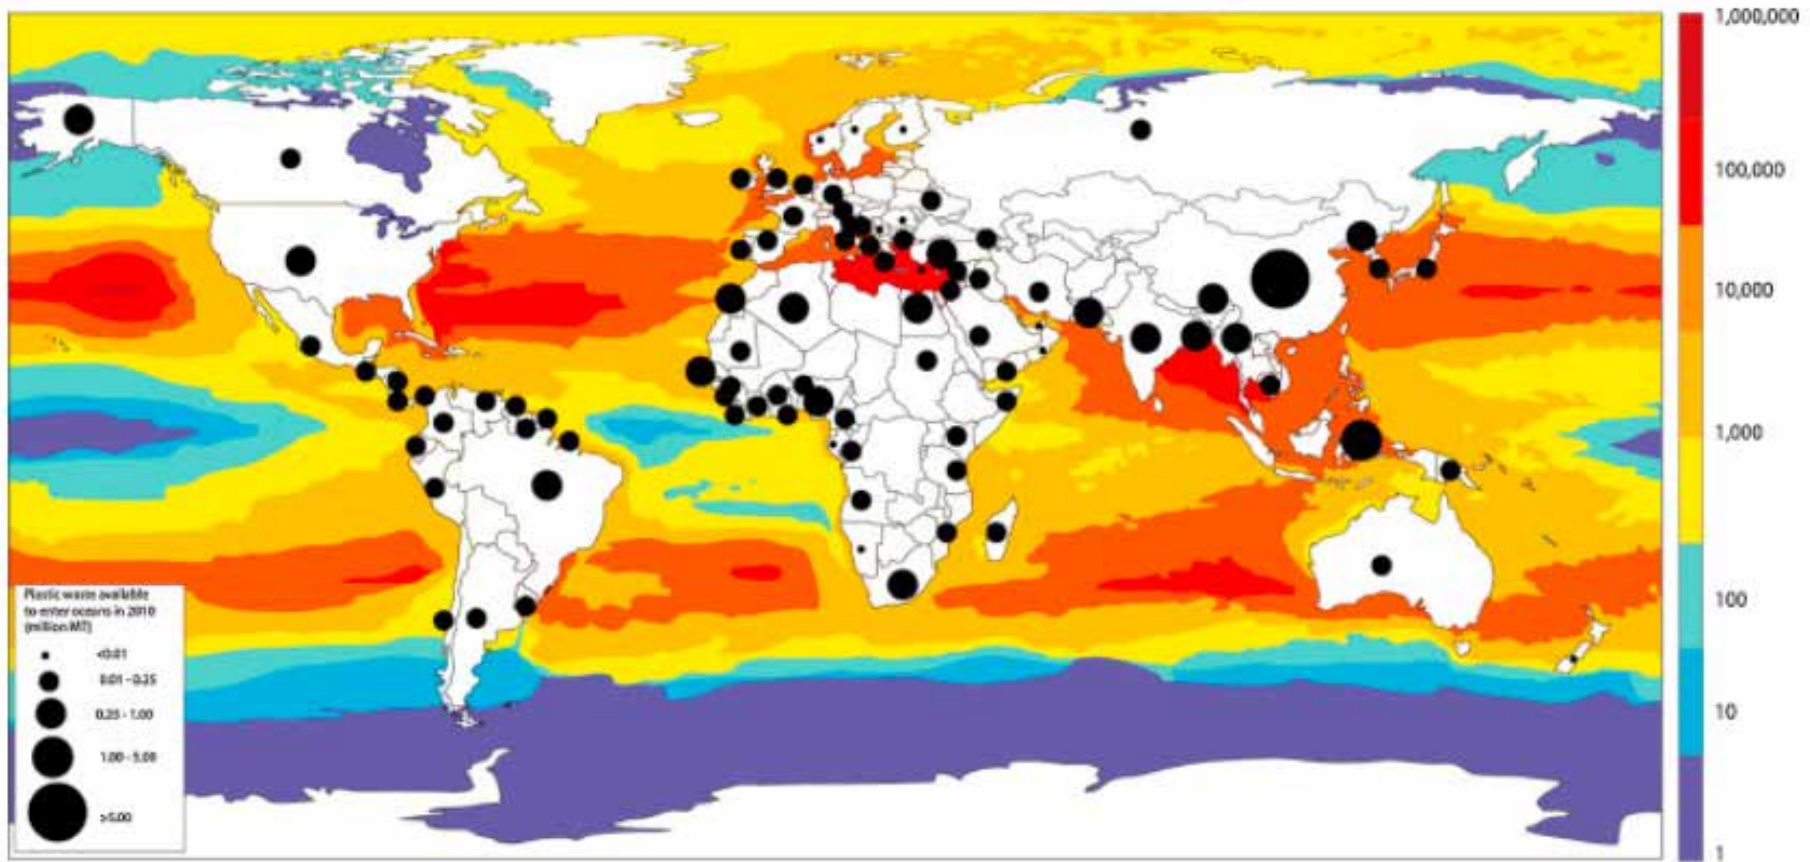 1,000,000
100,000
10,000
1,000
100
10
1
Plastic waste available
to enter oceans in 2010
(million MT)
<0.01
0.01 - 0.25
0.25 - 1.00
1.00 - 5.00
>5.00